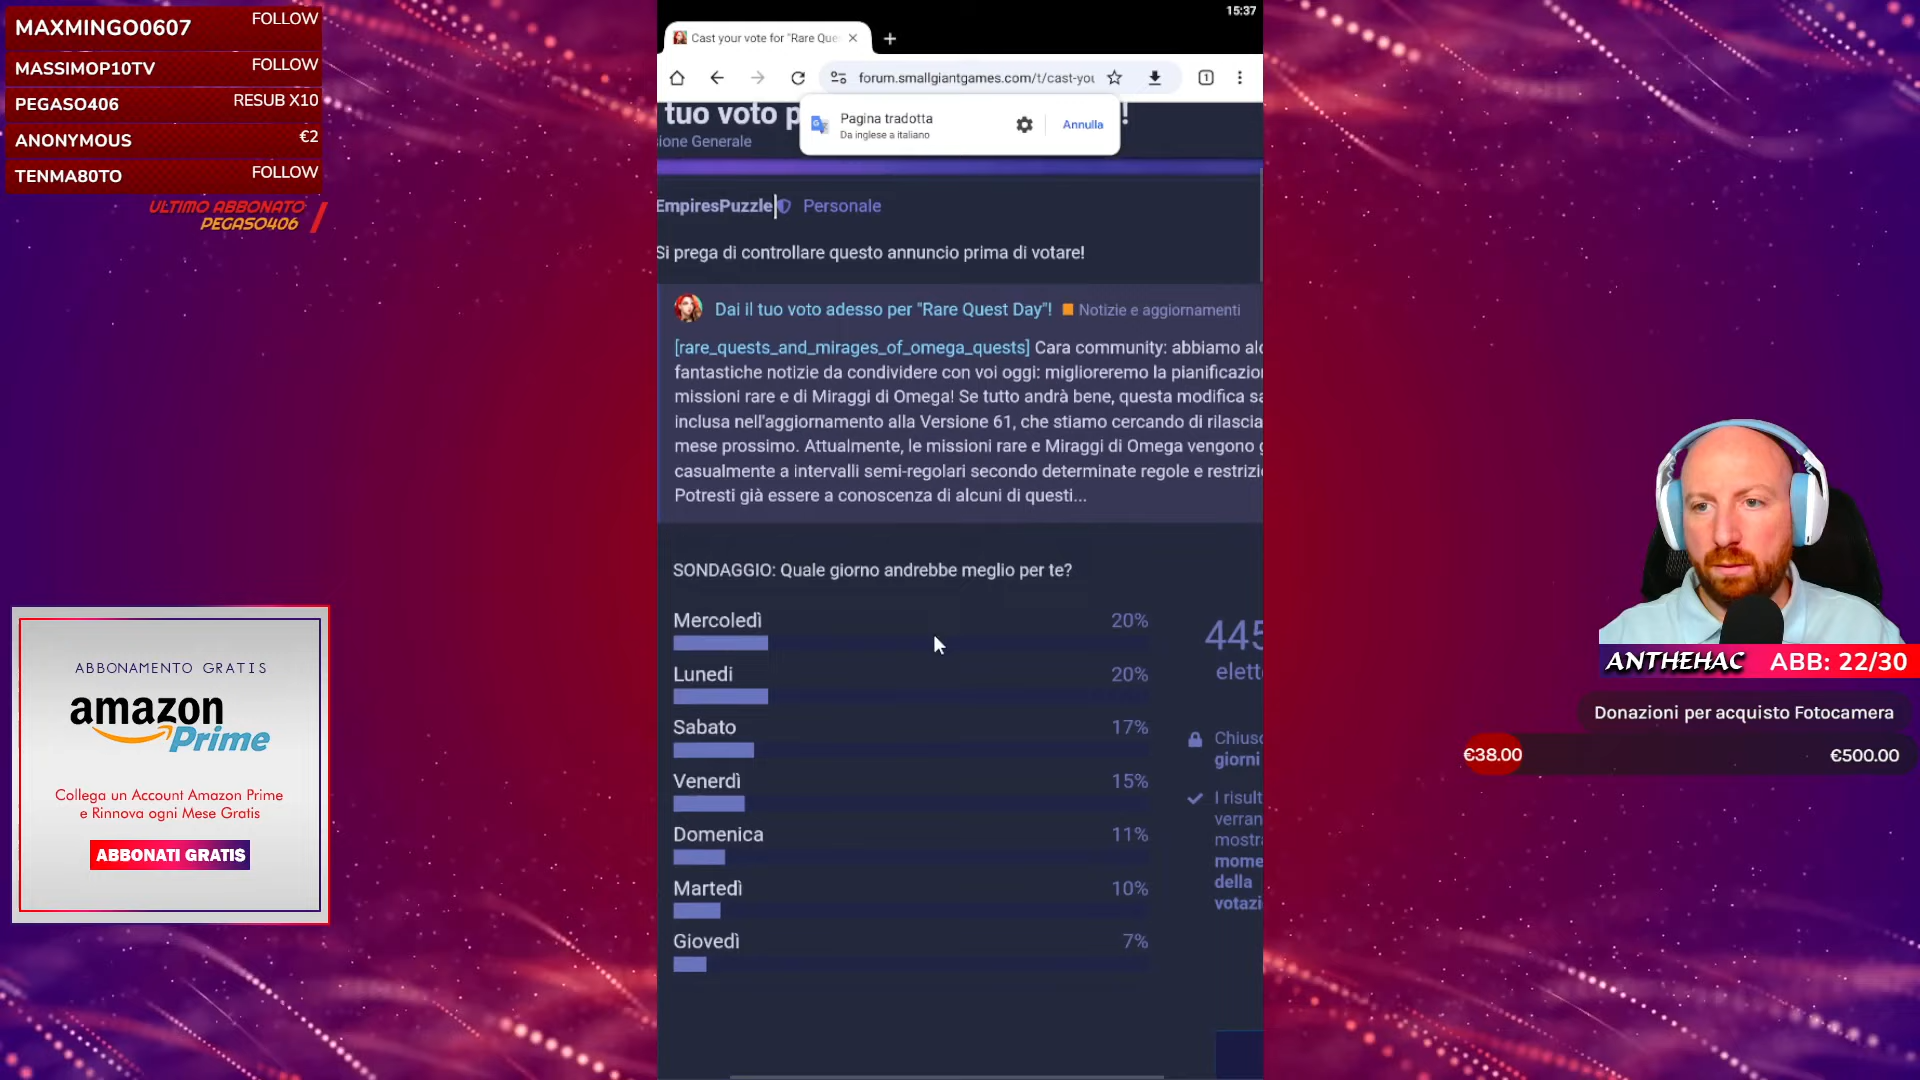 MAXMINGO0607 FOLLOW
MASSIMOP10TV FOLLOW
PEGASO406 RESUB X10
ANONYMOUS €2
TENMA80TO FOLLOW
ULTIMO ABBONATO
PEGASO406
ABBONAMENTO GRATIS
amazon
Prime
Collega un Account Amazon Prime
e Rinnova ogni Mese Gratis
ABBONATI GRATIS
15:37
Cast your vote for "Rare Que
forum.smallgiantgames.com/t/cast-you
1
tuo voto p
!
Pagina tradotta
Da inglese a italiano
Annulla
ione Generale
EmpiresPuzzle Personale
Si prega di controllare questo annuncio prima di votare!
Dai il tuo voto adesso per "Rare Quest Day"! Notizie e aggiornamenti
[rare_quests_and_mirages_of_omega_quests] Cara community: abbiamo alc
fantastiche notizie da condividere con voi oggi: miglioreremo la pianificazion
missioni rare e di Miraggi di Omega! Se tutto andrà bene, questa modifica sa
inclusa nell'aggiornamento alla Versione 61, che stiamo cercando di rilascia
mese prossimo. Attualmente, le missioni rare e Miraggi di Omega vengono g
casualmente a intervalli semi-regolari secondo determinate regole e restrizi
Potresti già essere a conoscenza di alcuni di questi...
SONDAGGIO: Quale giorno andrebbe meglio per te?
Mercoledì 20%
Lunedi 20%
Sabato 17%
Venerdì 15%
Domenica 11%
Martedì 10%
Giovedì 7%
445
elett
Chiuso
giorni
I risult
verran
mostra
mome
della
votazi
ANTHEHAC ABB: 22/30
Donazioni per acquisto Fotocamera
€38.00 €500.00